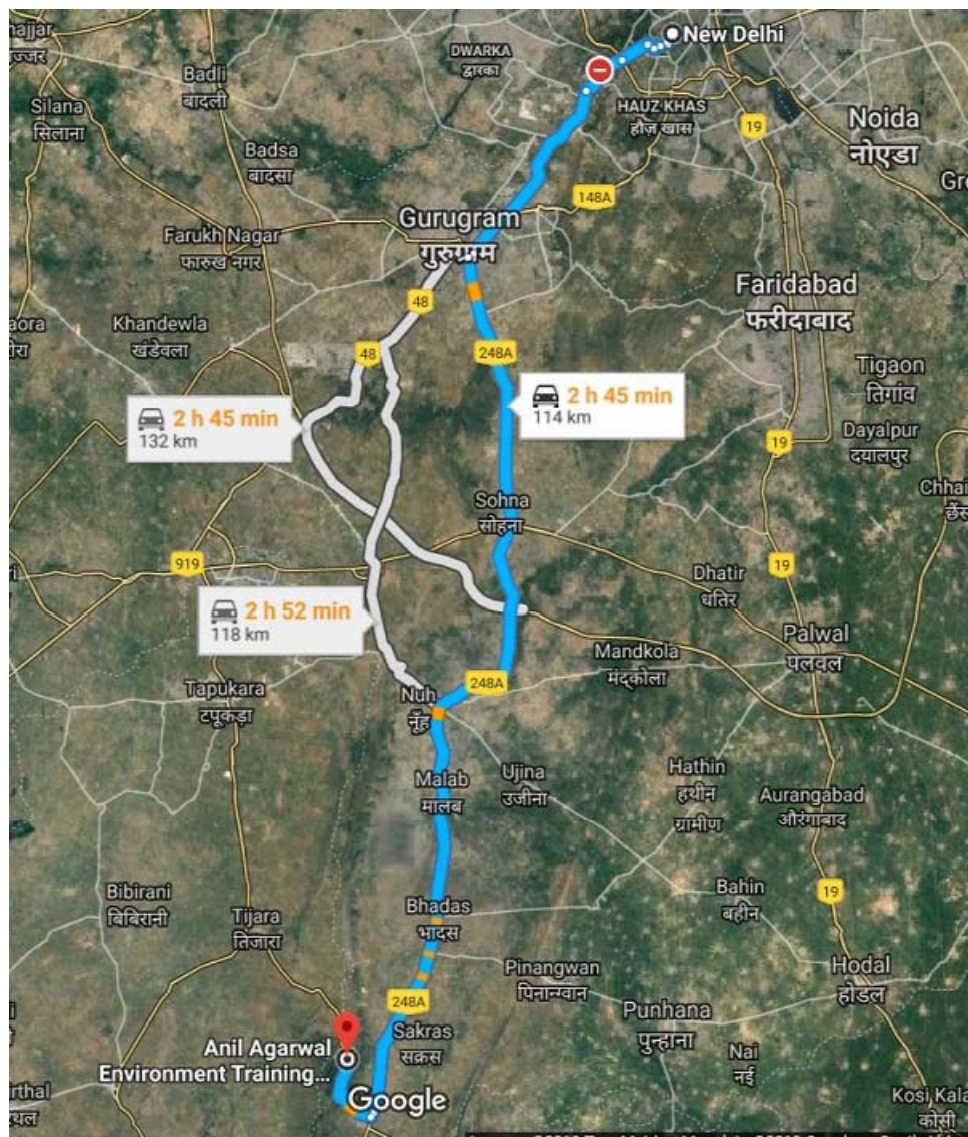 New Delhi
DWARKA
द्वारका
Badli
बादली
Silana
सिलाना
HAUZ KHAS
हौज़ खास
19
Noida
नोएडा
Badsa
बादसा
148A
Gurugram
गुरुग्राम
Farukh Nagar
फारुख नगर
Faridabad
फरीदाबाद
48
Khandewla
खंडेवला
48
248A
Tigaon
तिगांव
2 h 45 min
132 km
2 h 45 min
114 km
Dayalpur
दयालपुर
19
Sohna
सोहना
919
19
Dhatir
धतिर
2 h 52 min
118 km
Mandkola
मंद्कोला
Palwal
पलवल
248A
Tapukara
टपूकड़ा
Nuh
नूँह
Malab
मालब
Ujina
उजीना
Hathin
हथीन
ग्रामीण
Aurangabad
औरंगाबाद
Bibirani
बिबिरानी
Bahin
बहीन
19
Tijara
तिजारा
Bhadas
भादस
Pinangwan
पिनान्ग्वान
Hodal
होडल
248A
Punhana
पुन्हाना
Sakras
सक्रस
Anil Agarwal
Environment Training...
Nai
नई
Google
Kosi Kala
कोसी